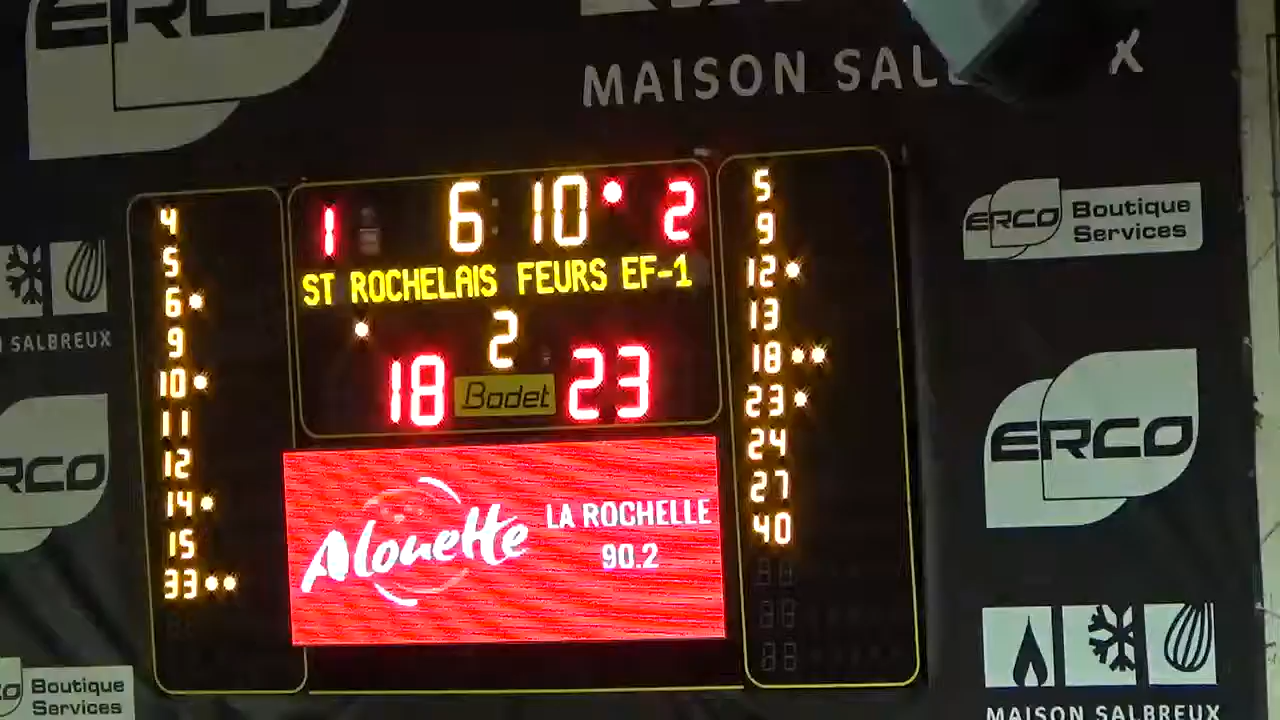 ERCO
MAISON SAL
X
1 6:10 2
ST ROCHELAIS FEURS EF-1
2
18 Bodet 23
4
5
6
9
10
11
12
14
15
33
5
9
12
13
18
23
24
27
40
Alouette
LA ROCHELLE
90.2
SALBREUX
RCO
Boutique
Services
ERCO Boutique
Services
ERCO
MAISON SALBREUX